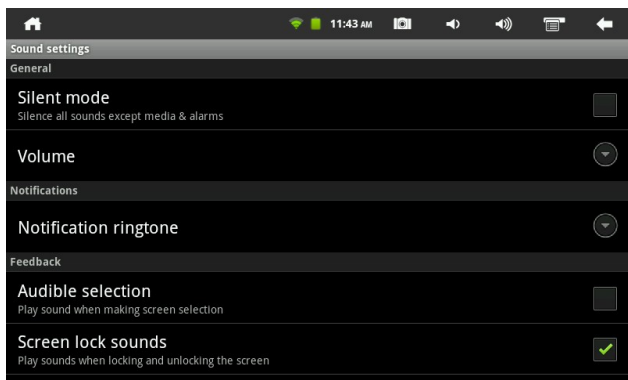 11:43 AM
Sound settings
General
Silent mode
Silence all sounds except media & alarms
Volume
Notifications
Notification ringtone
Feedback
Audible selection
Play sound when making screen selection
Screen lock sounds
Play sounds when locking and unlocking the screen